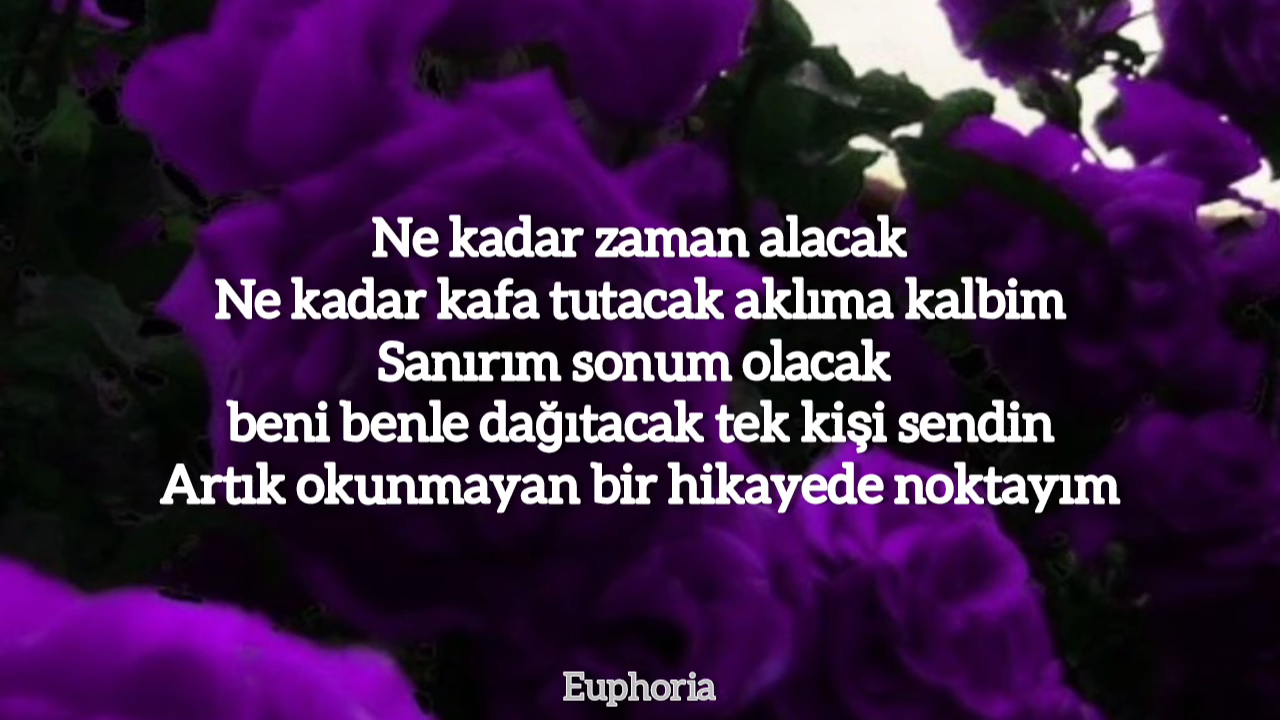 Ne kadar zaman alacak
Ne kadar kafa tutacak aklıma kalbim
Sanırım sonum olacak
beni benle dağıtacak tek kişi sendin
Artık okunmayan bir hikayede noktayım
Euphoria